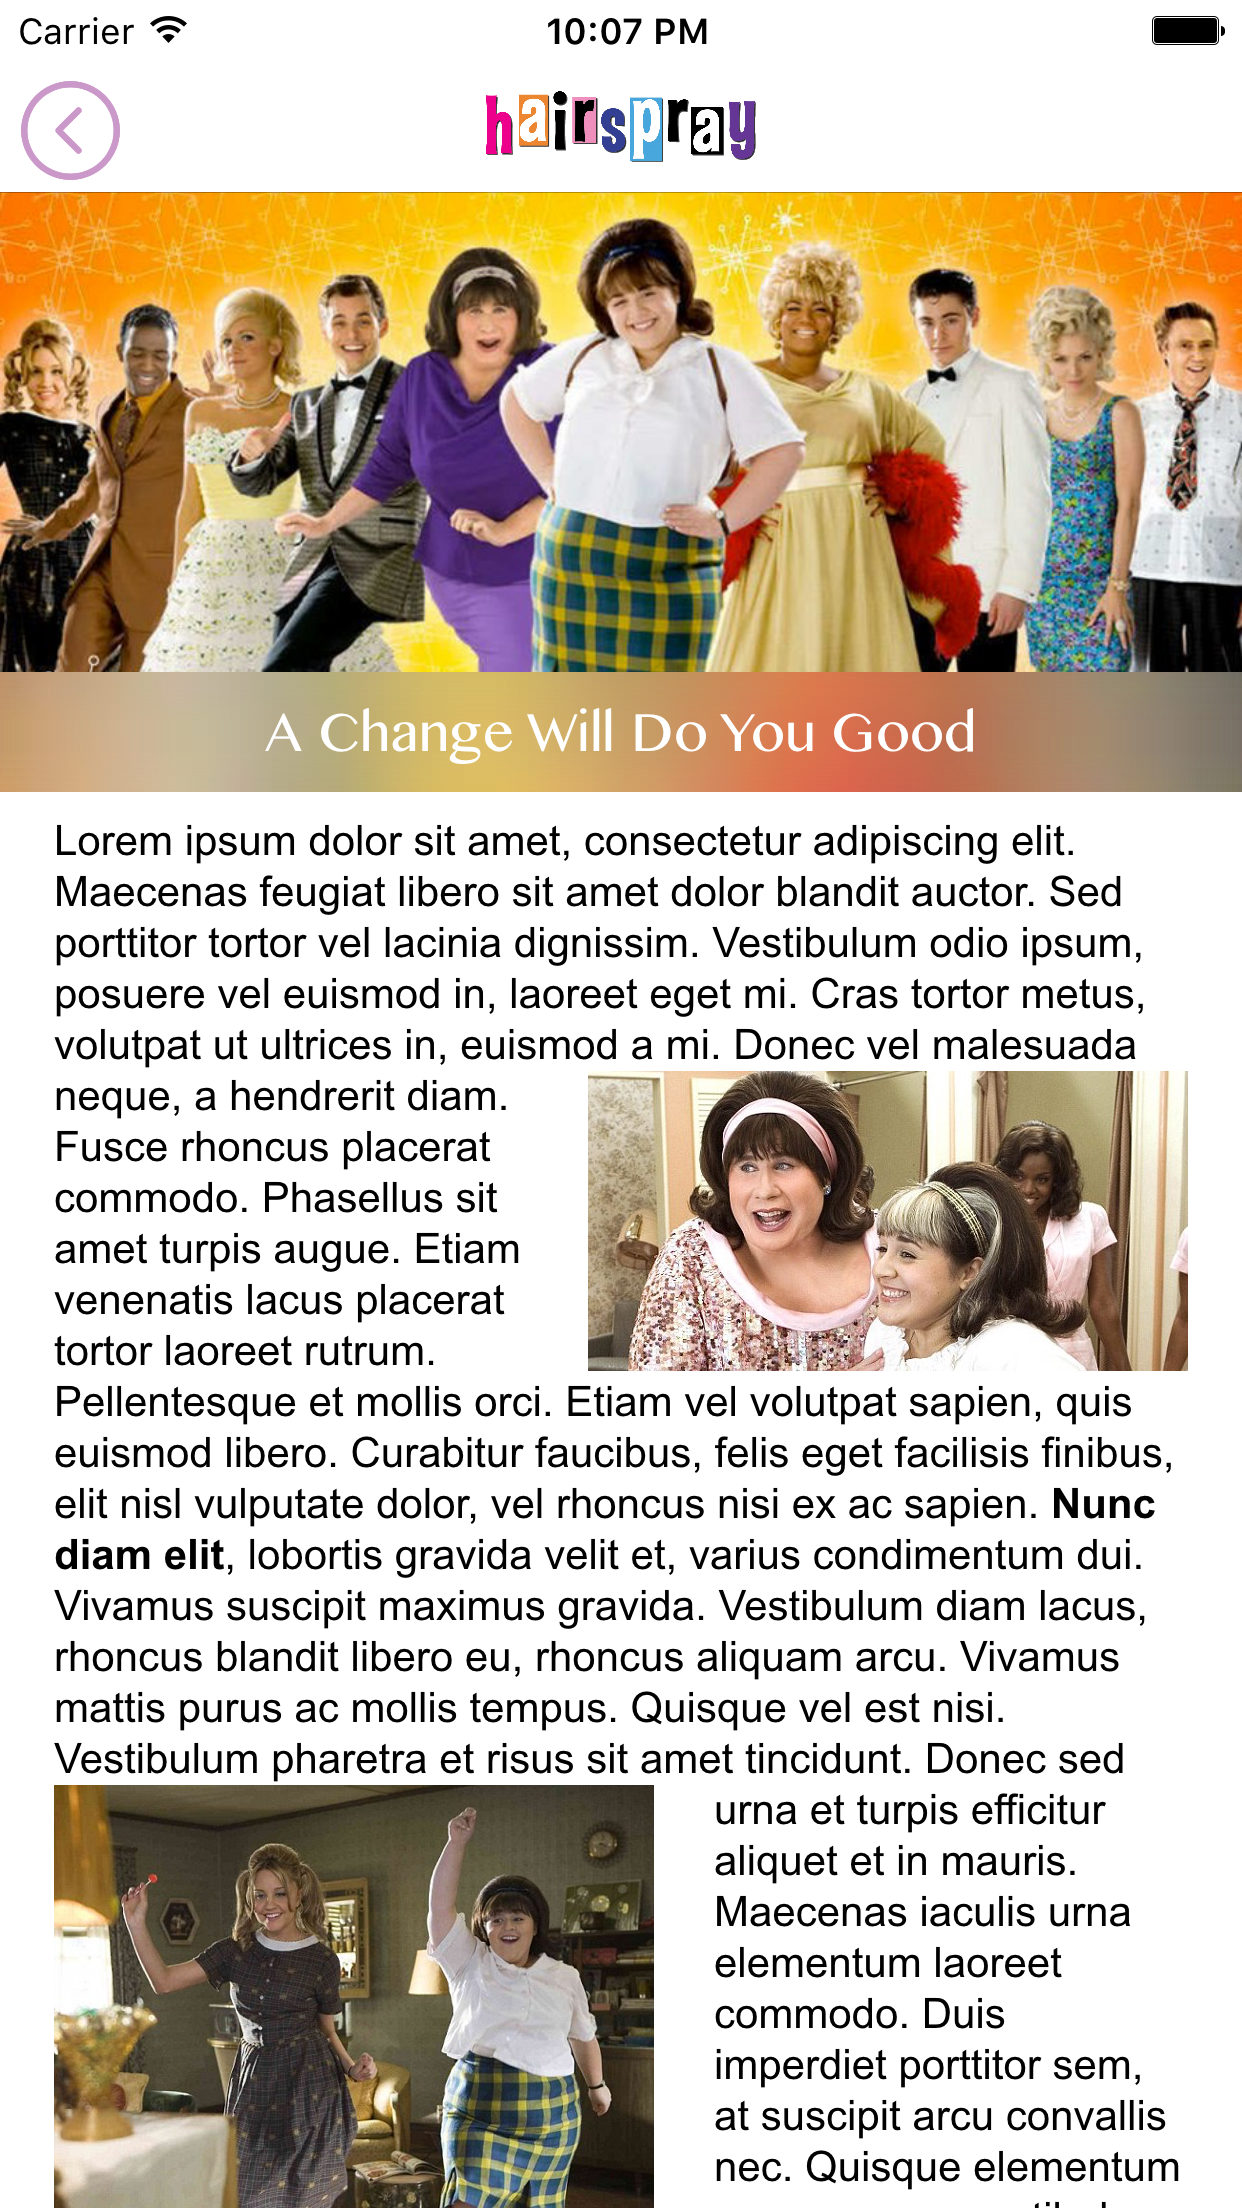 Carrier
10:07 PM
hairspray
A Change Will Do You Good
Lorem ipsum dolor sit amet, consectetur adipiscing elit.
Maecenas feugiat libero sit amet dolor blandit auctor. Sed
porttitor tortor vel lacinia dignissim. Vestibulum odio ipsum,
posuere vel euismod in, laoreet eget mi. Cras tortor metus,
volutpat ut ultrices in, euismod a mi. Donec vel malesuada
neque, a hendrerit diam.
Fusce rhoncus placerat
commodo. Phasellus sit
amet turpis augue. Etiam
venenatis lacus placerat
tortor laoreet rutrum.
Pellentesque et mollis orci. Etiam vel volutpat sapien, quis
euismod libero. Curabitur faucibus, felis eget facilisis finibus,
elit nisl vulputate dolor, vel rhoncus nisi ex ac sapien. Nunc
diam elit, lobortis gravida velit et, varius condimentum dui.
Vivamus suscipit maximus gravida. Vestibulum diam lacus,
rhoncus blandit libero eu, rhoncus aliquam arcu. Vivamus
mattis purus ac mollis tempus. Quisque vel est nisi.
Vestibulum pharetra et risus sit amet tincidunt. Donec sed
urna et turpis efficitur
aliquet et in mauris.
Maecenas iaculis urna
elementum laoreet
commodo. Duis
imperdiet porttitor sem,
at suscipit arcu convallis
nec. Quisque elementum